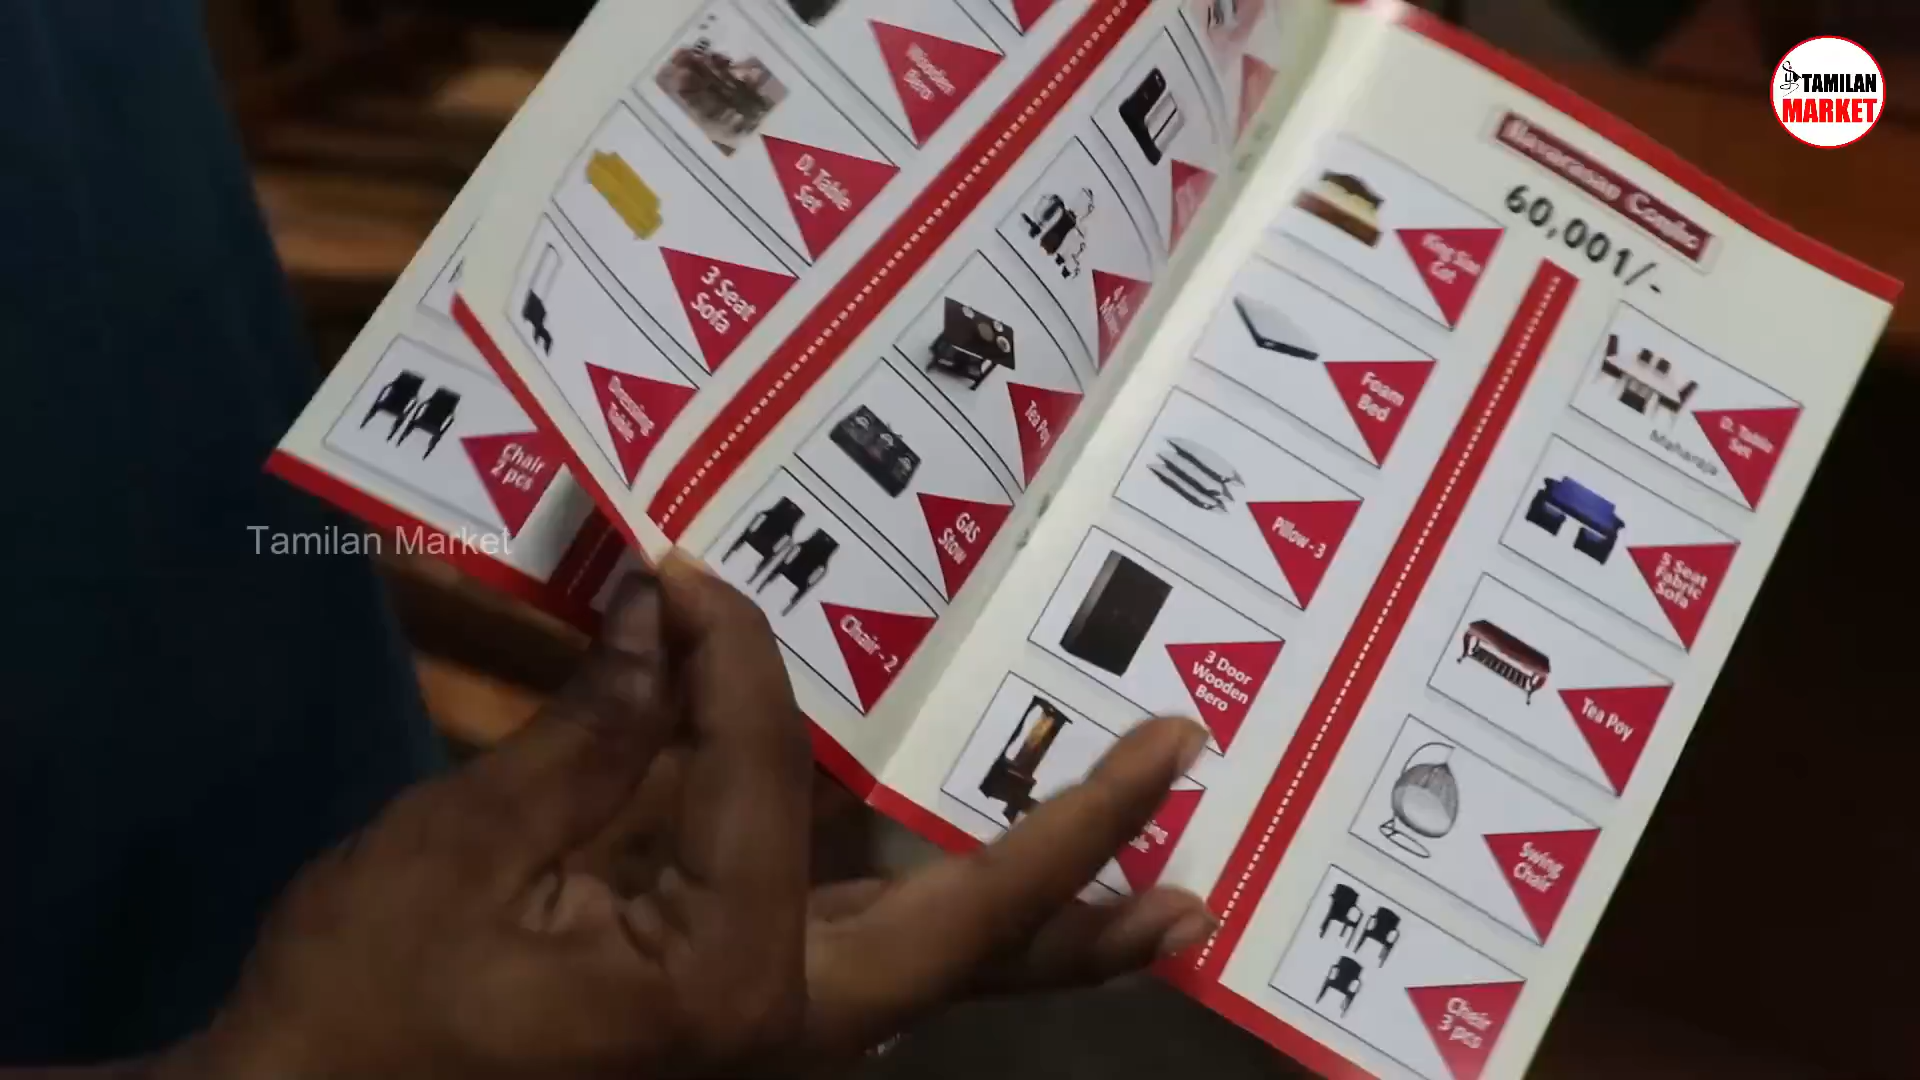 TAMILAN
MARKET
Wooden
Bero
D. Table
Set
3 Seat
Sofa
Dressing
Table
Chair
2 pcs
Tea Poy
GAS
Stow
Chair - 2
Combo
60,001/-
King Size
Cot
Foam
Bed
Pillow - 3
3 Door
Wooden
Bero
D. Table
Set
Maharaja
5 Seat
Fabric
Sofa
Tea Poy
Swing
Chair
Chair
3 pcs
Tamilan Market